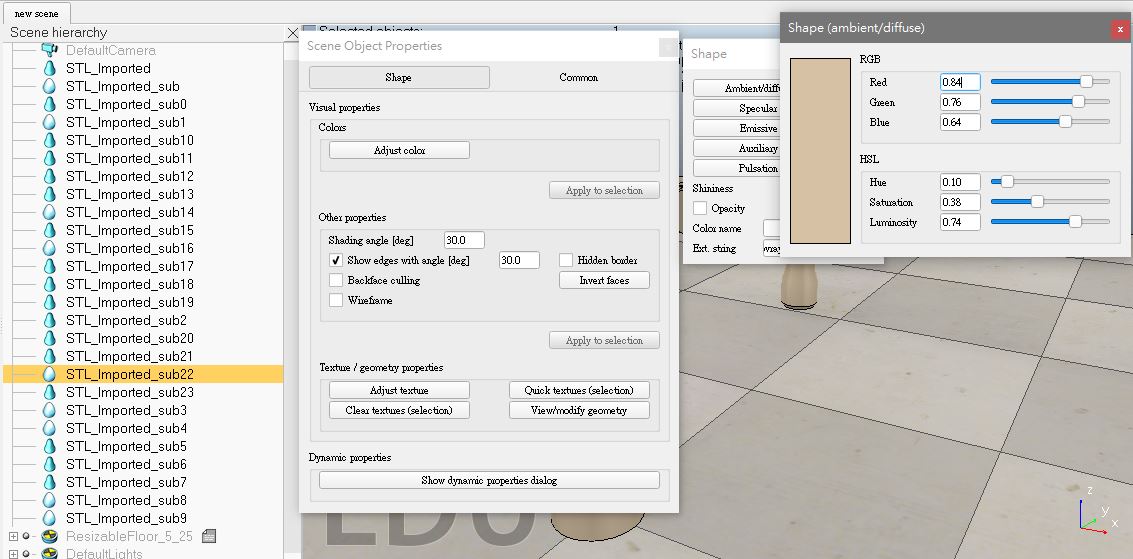 new scene
Scene hierarchy
DefaultCamera
STL_Imported
STL_Imported_sub
STL_Imported_sub0
STL_Imported_sub1
STL_Imported_sub10
STL_Imported_sub11
STL_Imported_sub12
STL_Imported_sub13
STL_Imported_sub14
STL_Imported_sub15
STL_Imported_sub16
STL_Imported_sub17
STL_Imported_sub18
STL_Imported_sub19
STL_Imported_sub2
STL_Imported_sub20
STL_Imported_sub21
STL_Imported_sub22
STL_Imported_sub23
STL_Imported_sub3
STL_Imported_sub4
STL_Imported_sub5
STL_Imported_sub6
STL_Imported_sub7
STL_Imported_sub8
STL_Imported_sub9
ResizableFloor_5_25
DefaultLights
Selected objects: 1
Scene Object Properties
Shape
Common
Visual properties
Colors
Adjust color
Apply to selection
Other properties
Shading angle [deg] 30.0
Show edges with angle [deg] 30.0
Hidden border
Backface culling
Invert faces
Wireframe
Apply to selection
Texture / geometry properties
Adjust texture
Quick textures (selection)
Clear textures (selection)
View/modify geometry
Dynamic properties
Show dynamic properties dialog
EDU
Shape
Ambient/diff
Specular
Emissive
Auxiliary
Pulsation
Shininess
Opacity
Color name
Ext. string
Shape (ambient/diffuse)
x
RGB
Red 0.84
Green 0.76
Blue 0.64
HSL
Hue 0.10
Saturation 0.38
Luminosity 0.74
z
y
x